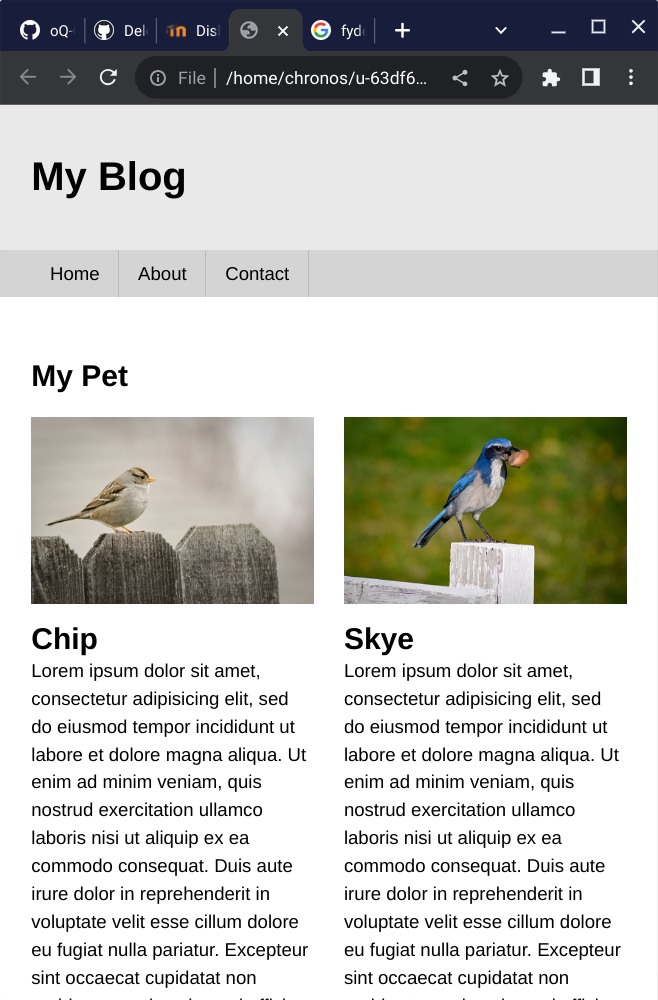 oQ-
Del
Dis
fyd
File | /home/chronos/u-63df6...
My Blog
Home
About
Contact
My Pet
Chip
Lorem ipsum dolor sit amet,
consectetur adipisicing elit, sed
do eiusmod tempor incididunt ut
labore et dolore magna aliqua. Ut
enim ad minim veniam, quis
nostrud exercitation ullamco
laboris nisi ut aliquip ex ea
commodo consequat. Duis aute
irure dolor in reprehenderit in
voluptate velit esse cillum dolore
eu fugiat nulla pariatur. Excepteur
sint occaecat cupidatat non
Skye
Lorem ipsum dolor sit amet,
consectetur adipisicing elit, sed
do eiusmod tempor incididunt ut
labore et dolore magna aliqua. Ut
enim ad minim veniam, quis
nostrud exercitation ullamco
laboris nisi ut aliquip ex ea
commodo consequat. Duis aute
irure dolor in reprehenderit in
voluptate velit esse cillum dolore
eu fugiat nulla pariatur. Excepteur
sint occaecat cupidatat non